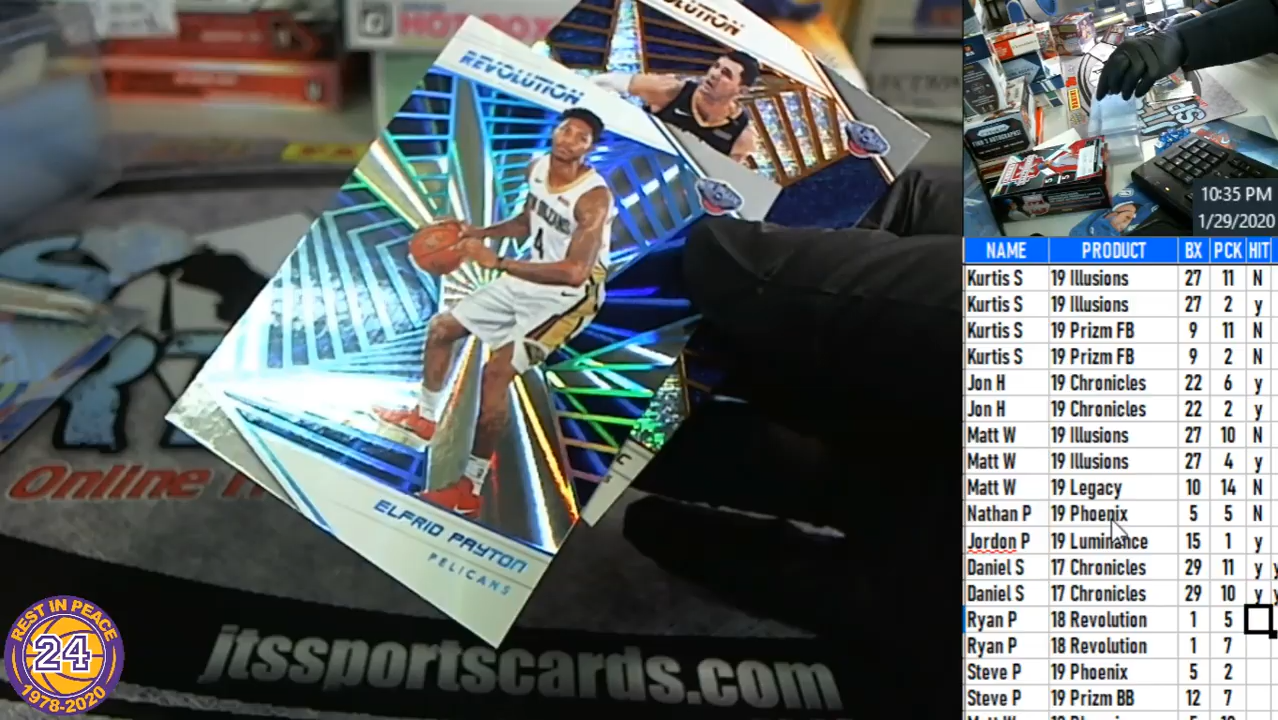 REVOLUTION
ELFRID PAYTON
PELICANS
4
Online
jtssportscards.com
REST IN PEACE
24
1978-2020
10:35 PM
1/29/2020
NAME PRODUCT BX PCK HIT
Kurtis S 19 Illusions 27 11 N
Kurtis S 19 Illusions 27 2 y
Kurtis S 19 Prizm FB 9 11 N
Kurtis S 19 Prizm FB 9 2 N
Jon H 19 Chronicles 22 6 y
Jon H 19 Chronicles 22 2 y
Matt W 19 Illusions 27 10 N
Matt W 19 Illusions 27 4 y
Matt W 19 Legacy 10 14 N
Nathan P 19 Phoenix 5 5 N
Jordon P 19 Luminance 15 1 y
Daniel S 17 Chronicles 29 11 y y
Daniel S 17 Chronicles 29 10 y y
Ryan P 18 Revolution 1 5
Ryan P 18 Revolution 1 7
Steve P 19 Phoenix 5 2
Steve P 19 Prizm BB 12 7